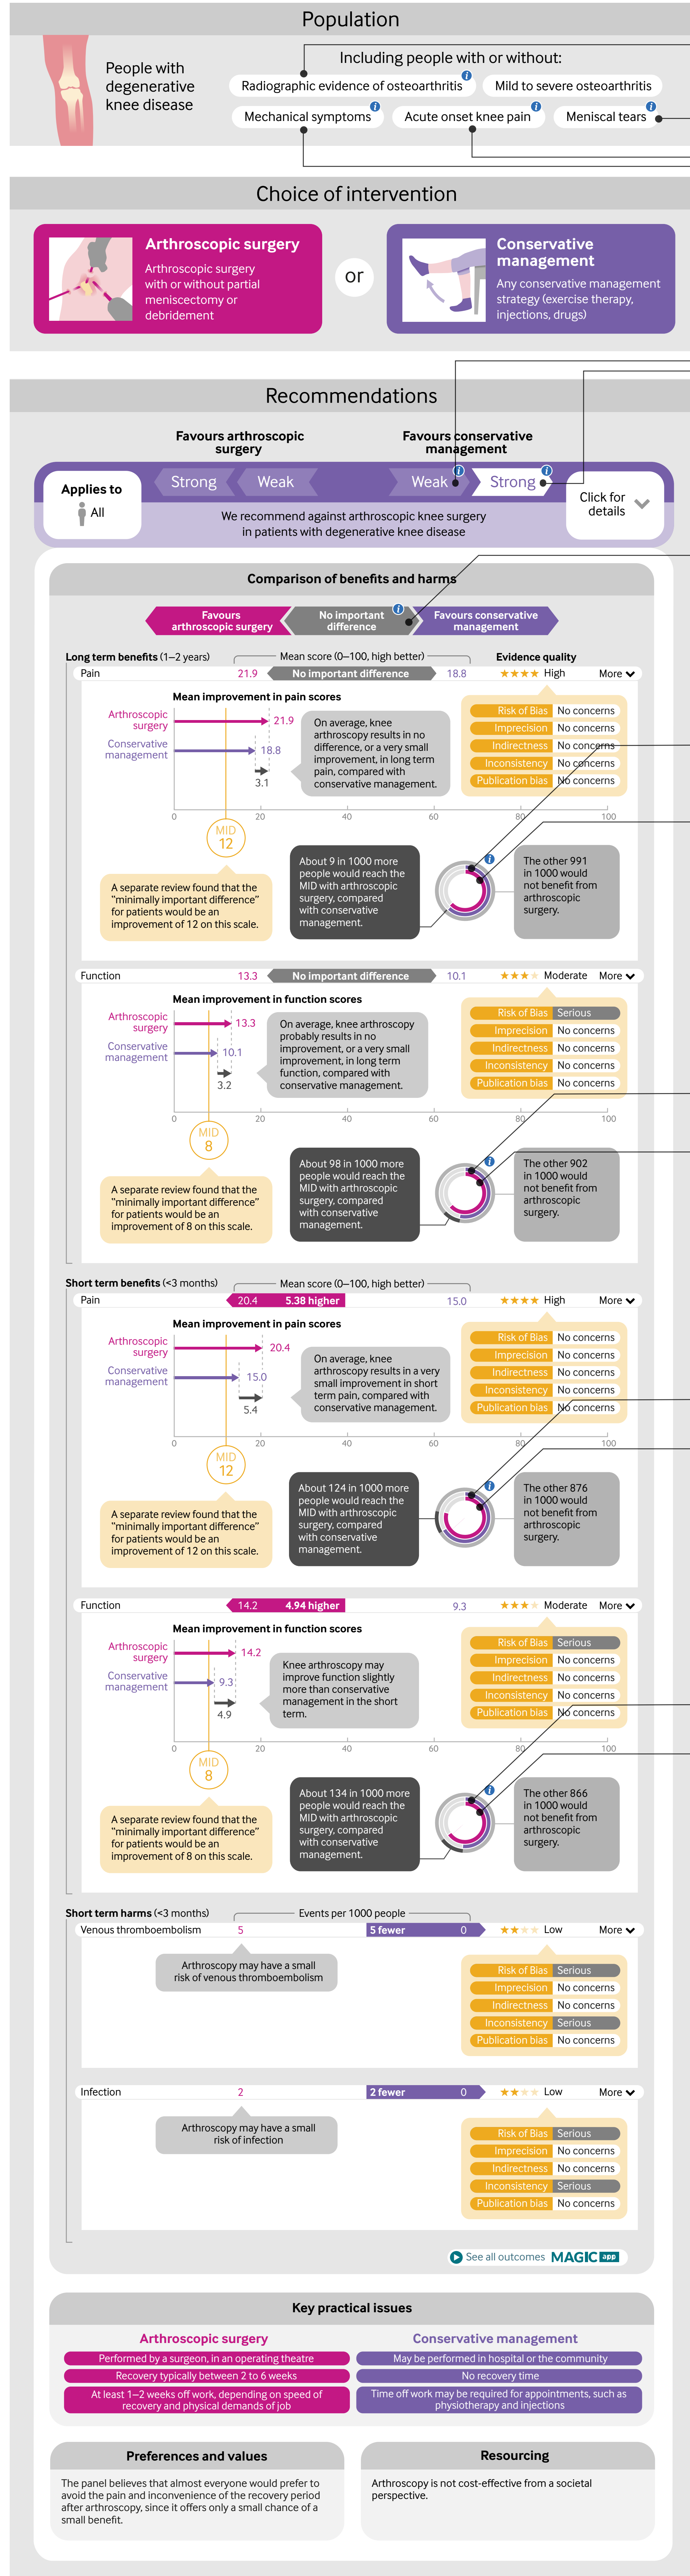 Population
People with
degenerative
knee disease
Including people with or without:
Radiographic evidence of osteoarthritis
Mild to severe osteoarthritis
Mechanical symptoms
Acute onset knee pain
Meniscal tears
Choice of intervention
Arthroscopic surgery
Arthroscopic surgery
with or without partial
meniscectomy or
debridement
or
Conservative
management
Any conservative management
strategy (exercise therapy,
injections, drugs)
Recommendations
Favours arthroscopic
surgery
Favours conservative
management
Applies to
All
Strong
Weak
Weak
Strong
Click for
details
We recommend against arthroscopic knee surgery
in patients with degenerative knee disease
Comparison of benefits and harms
Favours
arthroscopic surgery
No important
difference
Favours conservative
management
Long term benefits (1–2 years)
Mean score (0–100, high better)
Evidence quality
Pain 21.9 No important difference 18.8 High More
Mean improvement in pain scores
Arthroscopic
surgery
21.9
Conservative
management
18.8
3.1
On average, knee
arthroscopy results in no
difference, or a very small
improvement, in long term
pain, compared with
conservative management.
Risk of Bias No concerns
Imprecision No concerns
Indirectness No concerns
Inconsistency No concerns
Publication bias No concerns
0 20 40 60 80 100
MID
12
A separate review found that the
"minimally important difference"
for patients would be an
improvement of 12 on this scale.
About 9 in 1000 more
people would reach the
MID with arthroscopic
surgery, compared
with conservative
management.
The other 991
in 1000 would
not benefit from
arthroscopic
surgery.
Function 13.3 No important difference 10.1 Moderate More
Mean improvement in function scores
Arthroscopic
surgery
13.3
Conservative
management
10.1
3.2
On average, knee arthroscopy
probably results in no
improvement, or a very small
improvement, in long term
function, compared with
conservative management.
Risk of Bias Serious
Imprecision No concerns
Indirectness No concerns
Inconsistency No concerns
Publication bias No concerns
0 20 40 60 80 100
MID
8
A separate review found that the
"minimally important difference"
for patients would be an
improvement of 8 on this scale.
About 98 in 1000 more
people would reach the
MID with arthroscopic
surgery, compared
with conservative
management.
The other 902
in 1000 would
not benefit from
arthroscopic
surgery.
Short term benefits (<3 months)
Mean score (0–100, high better)
Pain 20.4 5.38 higher 15.0 High More
Mean improvement in pain scores
Arthroscopic
surgery
20.4
Conservative
management
15.0
5.4
On average, knee
arthroscopy results in a very
small improvement in short
term pain, compared with
conservative management.
Risk of Bias No concerns
Imprecision No concerns
Indirectness No concerns
Inconsistency No concerns
Publication bias No concerns
0 20 40 60 80 100
MID
12
A separate review found that the
"minimally important difference"
for patients would be an
improvement of 12 on this scale.
About 124 in 1000 more
people would reach the
MID with arthroscopic
surgery, compared
with conservative
management.
The other 876
in 1000 would
not benefit from
arthroscopic
surgery.
Function 14.2 4.94 higher 9.3 Moderate More
Mean improvement in function scores
Arthroscopic
surgery
14.2
Conservative
management
9.3
4.9
Knee arthroscopy may
improve function slightly
more than conservative
management in the short
term.
Risk of Bias Serious
Imprecision No concerns
Indirectness No concerns
Inconsistency No concerns
Publication bias No concerns
0 20 40 60 80 100
MID
8
A separate review found that the
"minimally important difference"
for patients would be an
improvement of 8 on this scale.
About 134 in 1000 more
people would reach the
MID with arthroscopic
surgery, compared
with conservative
management.
The other 866
in 1000 would
not benefit from
arthroscopic
surgery.
Short term harms (<3 months)
Events per 1000 people
Venous thromboembolism 5 5 fewer 0 Low More
Arthroscopy may have a small
risk of venous thromboembolism
Risk of Bias Serious
Imprecision No concerns
Indirectness No concerns
Inconsistency Serious
Publication bias No concerns
Infection 2 2 fewer 0 Low More
Arthroscopy may have a small
risk of infection
Risk of Bias Serious
Imprecision No concerns
Indirectness No concerns
Inconsistency Serious
Publication bias No concerns
See all outcomes MAGIC app
Key practical issues
Arthroscopic surgery
Conservative management
Performed by a surgeon, in an operating theatre
May be performed in hospital or the community
Recovery typically between 2 to 6 weeks
No recovery time
At least 1–2 weeks off work, depending on speed of
recovery and physical demands of job
Time off work may be required for appointments, such as
physiotherapy and injections
Preferences and values
The panel believes that almost everyone would prefer to
avoid the pain and inconvenience of the recovery period
after arthroscopy, since it offers only a small chance of a
small benefit.
Resourcing
Arthroscopy is not cost-effective from a societal
perspective.